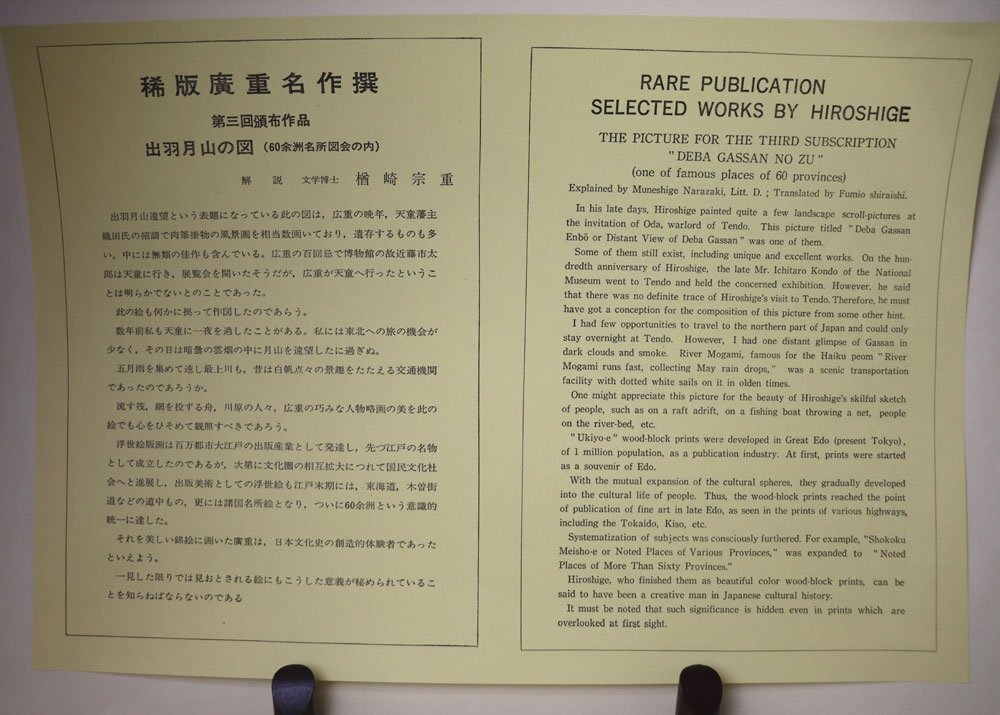 稀版廣重名作撰
第三回頒布作品
出羽月山の図（60余洲名所図会の内）
解説 文学博士 楢崎宗重
出羽月山遠望という表題になっている此の図は，広重の晩年，天童藩主
織田氏の招請で肉筆掛物の風景画を相当数画いており，遺存するものも多
い，中には無類の佳作も含んでいる。広重の百回忌で博物館の故近藤市太
郎は天童に行き，展覧会を開いたそうだが，広重が天童へ行ったというこ
とは明らかでないとのことであった。
此の絵も何かに拠って作図したのであらう。
数年前私も天童に一夜を過したことがある。私には東北への旅の機会が
少なく，その日は暗曇の雲烟の中に月山を遠望したに過ぎぬ。
五月雨を集めて速し最上川も，昔は白帆点々の景趣をたたえる交通機関
であったのであろうか。
流す筏，網を投ずる舟，川原の人々，広重の巧みな人物略画の美を此の
絵でも心をひそめて観照すべきであろう。
浮世絵版画は百万都市大江戸の出版産業として発達し，先づ江戸の名物
として成立したのであるが，次第に文化圏の相互拡大につれて国民文化社
会へと進展し，出版美術としての浮世絵も江戸末期には，東海道，木曽街
道などの道中もの，更には諸国名所絵となり，ついに60余洲という意識的
統一に達した。
それを美しい錦絵に画いた廣重は，日本文化史の創造的体験者であった
といえよう。
一見した限りでは見おとされる絵にもこうした意義が秘められているこ
とを知らねばならないのである
RARE PUBLICATION
SELECTED WORKS BY HIROSHIGE
THE PICTURE FOR THE THIRD SUBSCRIPTION
"DEBA GASSAN NO ZU"
(one of famous places of 60 provinces)
Explained by Muneshige Narazaki, Litt. D. ; Translated by Fumio shiraishi.
In his late days, Hiroshige painted quite a few landscape scroll-pictures at
the invitation of Oda, warlord of Tendo. This picture titled "Deba Gassan
Enbō or Distant View of Deba Gassan" was one of them.
Some of them still exist, including unique and excellent works. On the hun-
dredth anniversary of Hiroshige, the late Mr. Ichitaro Kondo of the National
Museum went to Tendo and held the concerned exhibition. However, he said
that there was no definite trace of Hiroshige's visit to Tendo. Therefore, he must
have got a conception for the composition of this picture from some other hint.
I had few opportunities to travel to the northern part of Japan and could only
stay overnight at Tendo. However, I had one distant glimpse of Gassan in
dark clouds and smoke. River Mogami, famous for the Haiku peom "River
Mogami runs fast, collecting May rain drops," was a scenic transportation
facility with dotted white sails on it in olden times.
One might appreciate this picture for the beauty of Hiroshige's skilful sketch
of people, such as on a raft adrift, on a fishing boat throwing a net, people
on the river-bed, etc.
"Ukiyo-e" wood-block prints were developed in Great Edo (present Tokyo),
of 1 million population, as a publication industry. At first, prints were started
as a souvenir of Edo.
With the mutual expansion of the cultural spheres, they gradually developed
into the cultural life of people. Thus, the wood-block prints reached the point
of publication of fine art in late Edo, as seen in the prints of various highways,
including the Tokaido, Kiso, etc.
Systematization of subjects was consciously furthered. For example, "Shokoku
Meisho-e or Noted Places of Various Provinces," was expanded to "Noted
Places of More Than Sixty Provinces."
Hiroshige, who finished them as beautiful color wood-block prints, can be
said to have been a creative man in Japanese cultural history.
It must be noted that such significance is hidden even in prints which are
overlooked at first sight.